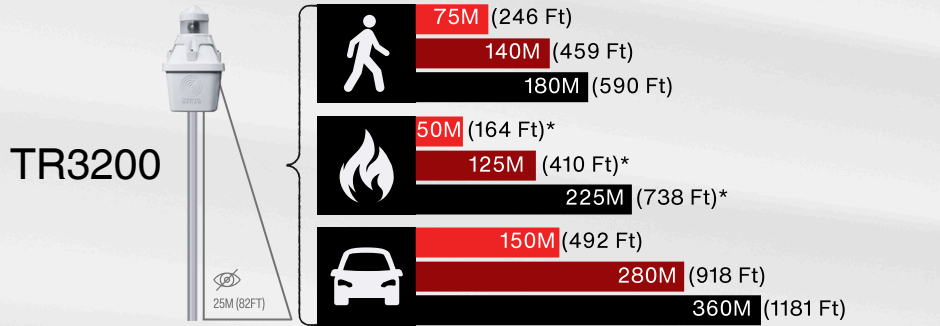 TR3200
25M (82FT)
75M (246 Ft)
140M (459 Ft)
180M (590 Ft)
50M (164 Ft)*
125M (410 Ft)*
225M (738 Ft)*
150M (492 Ft)
280M (918 Ft)
360M (1181 Ft)